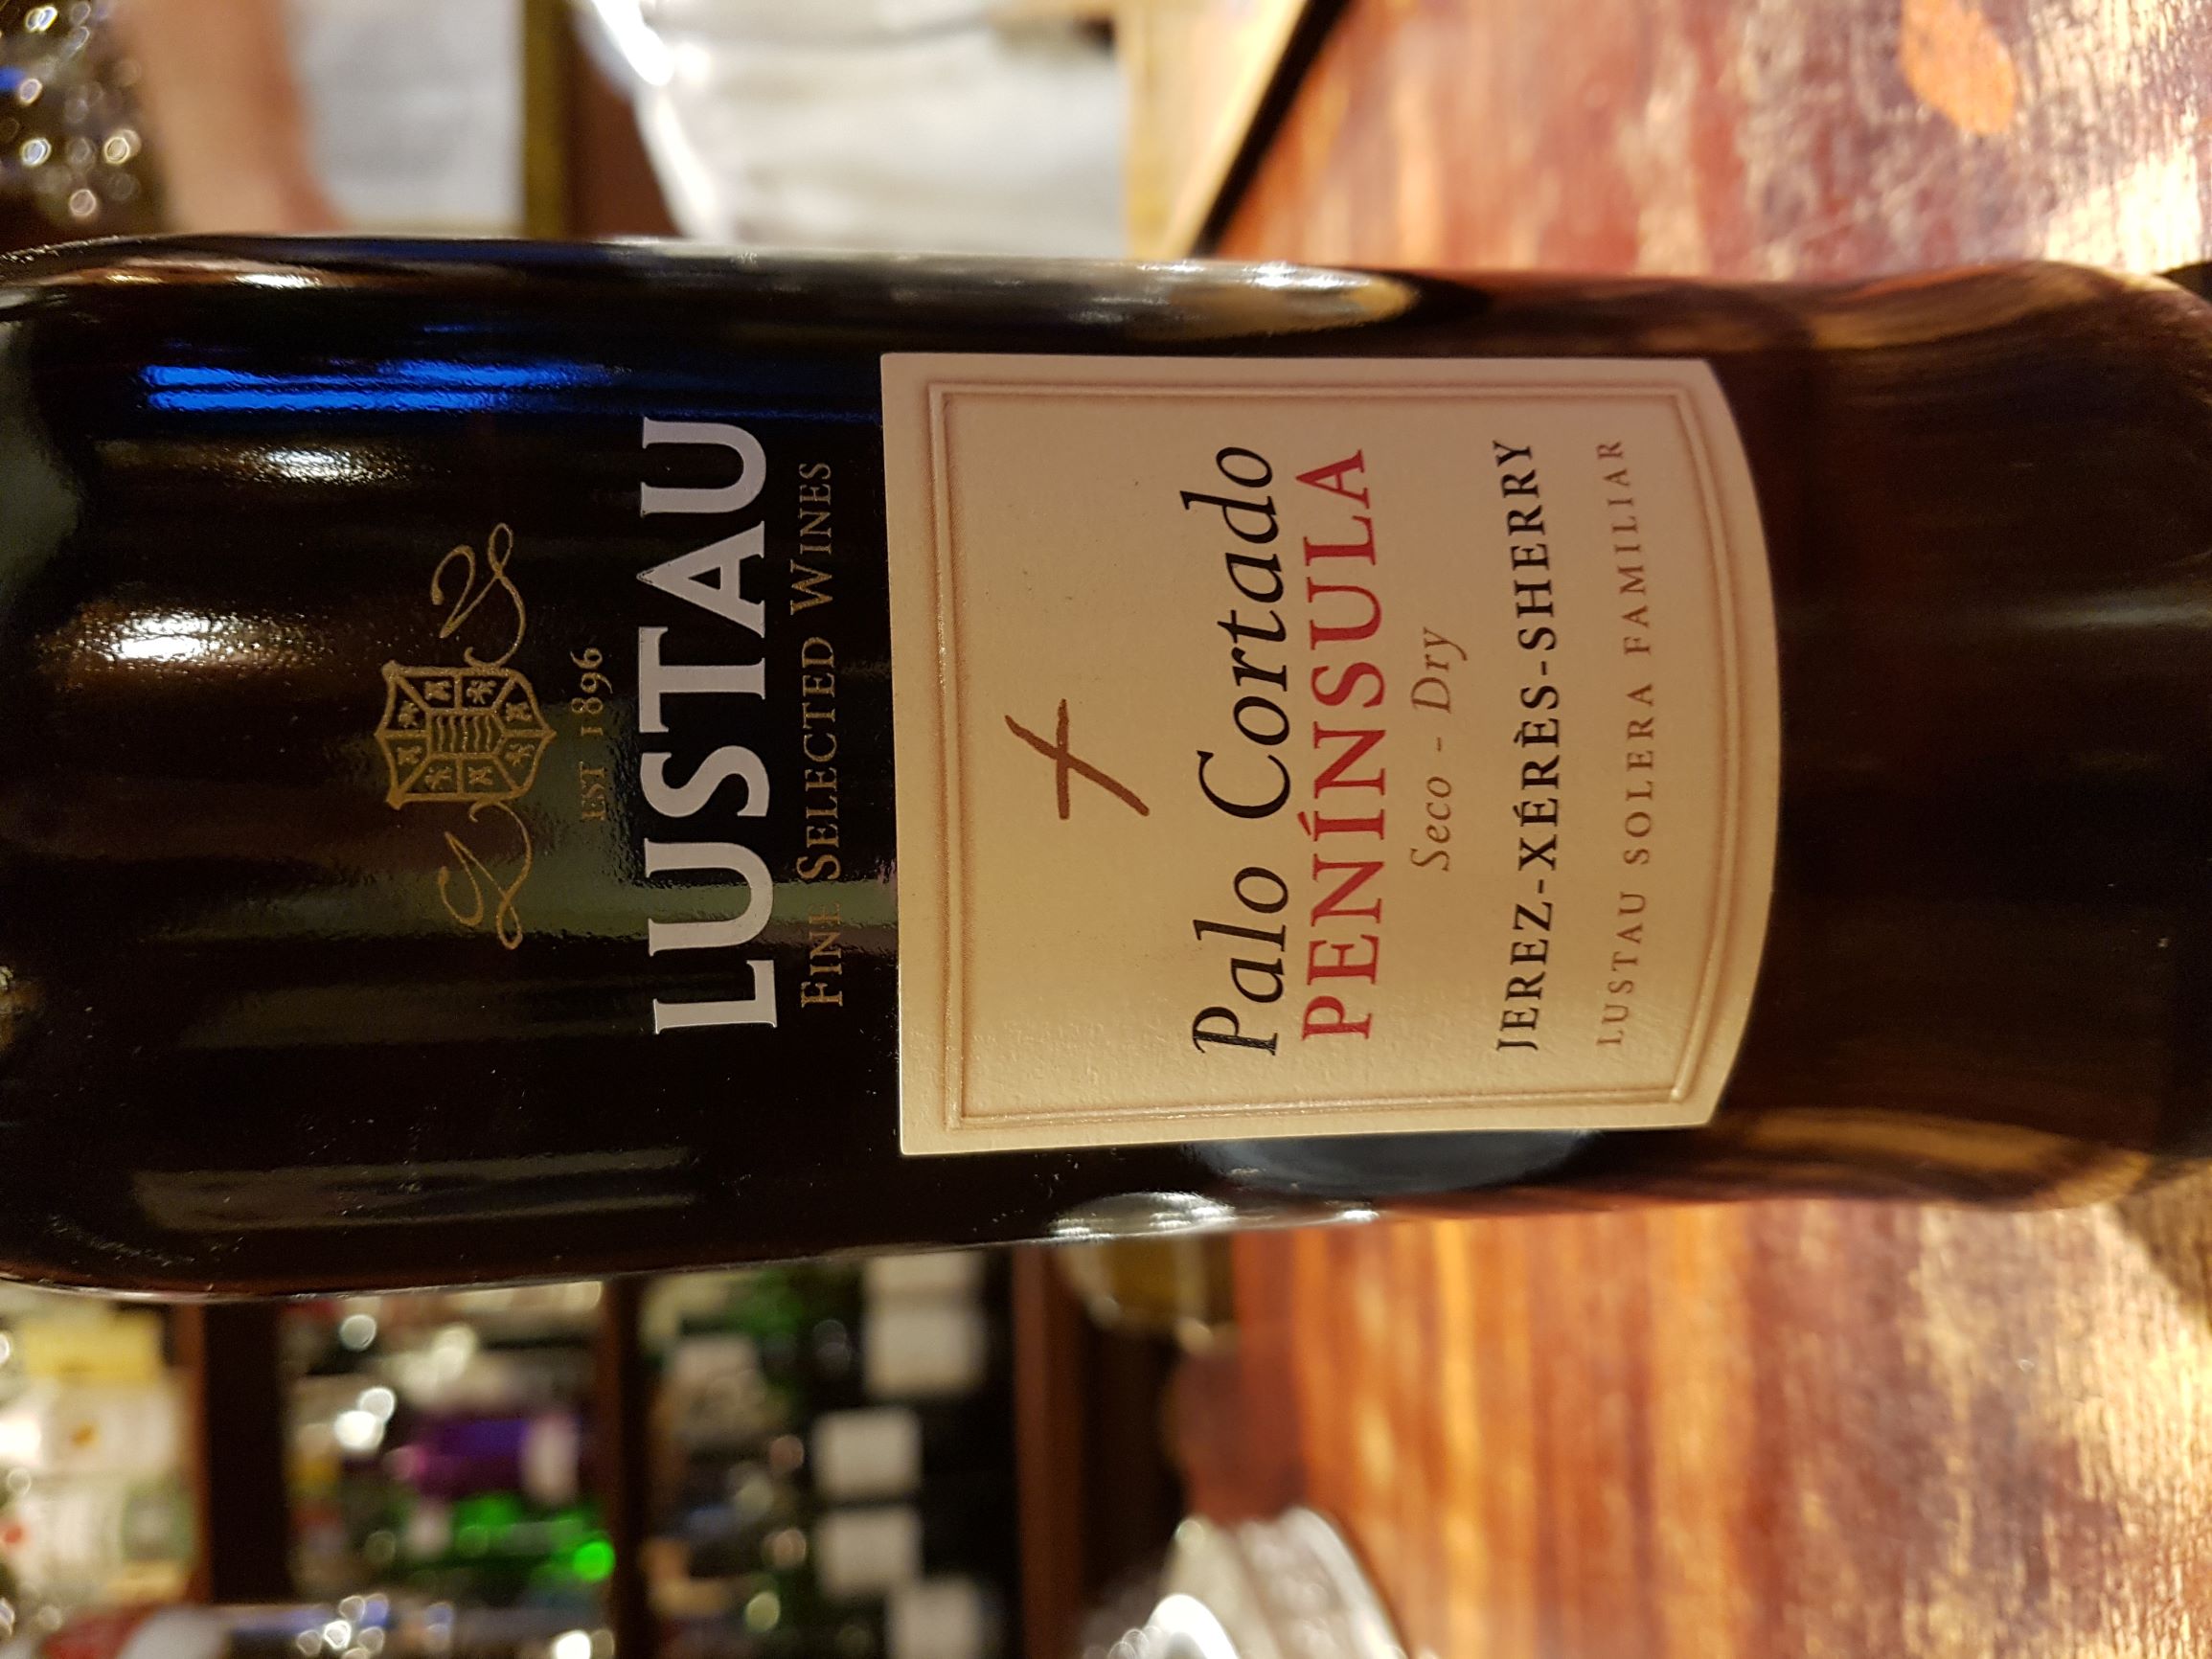 EST 1896
LUSTAU
FINE SELECTED WINES
Palo Cortado
PENÍNSULA
Seco - Dry
JEREZ-XÉRÈS-SHERRY
LUSTAU SOLERA FAMILIAR